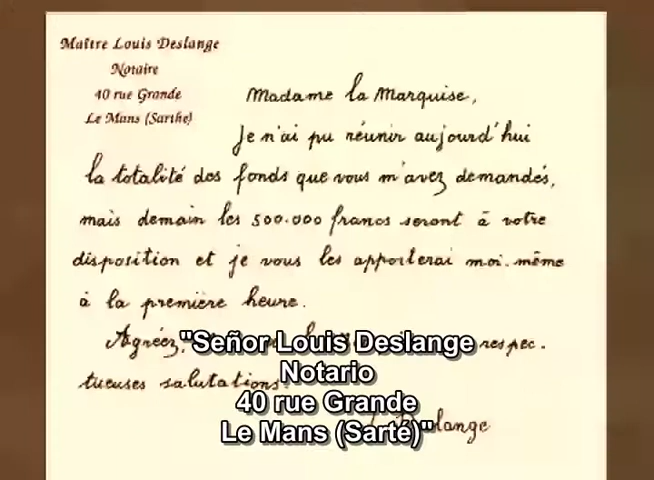 Maître Louis Deslange
Notaire
40 rue Grande
Le Mans (Sarthe)
Madame la Marquise,
Je n'ai pu réunir aujourd'hui
la totalité des fonds que vous m'avez demandés,
mais demain les 500.000 francs seront à votre
disposition et je vous les apporterai moi-même
à la première heure.
Agréez, respec-
tueuses salutations.
Deslange
"Señor Louis Deslange
Notario
40 rue Grande
Le Mans (Sarté)"